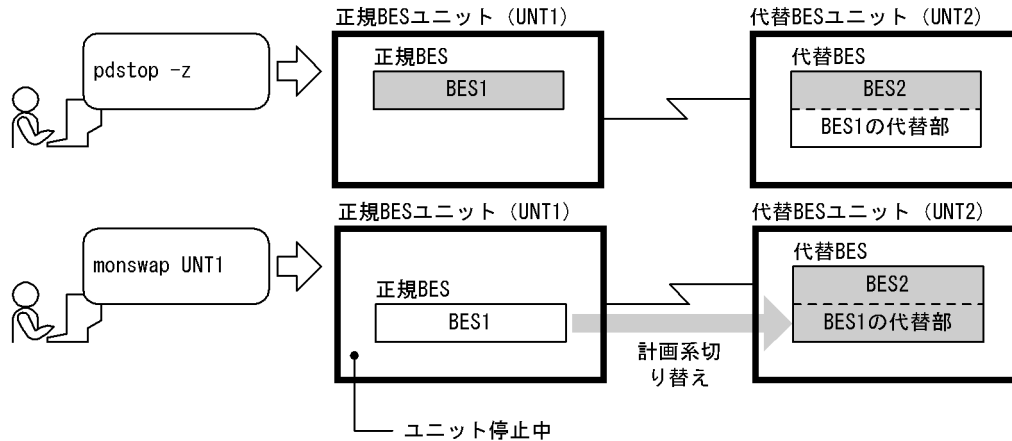 正規BESユニット（UNT1）
代替BESユニット（UNT2）
pdstop -z
正規BES
BES1
代替BES
BES2
BES1の代替部
正規BESユニット（UNT1）
代替BESユニット（UNT2）
monswap UNT1
正規BES
BES1
代替BES
BES2
BES1の代替部
計画系切
り替え
ユニット停止中